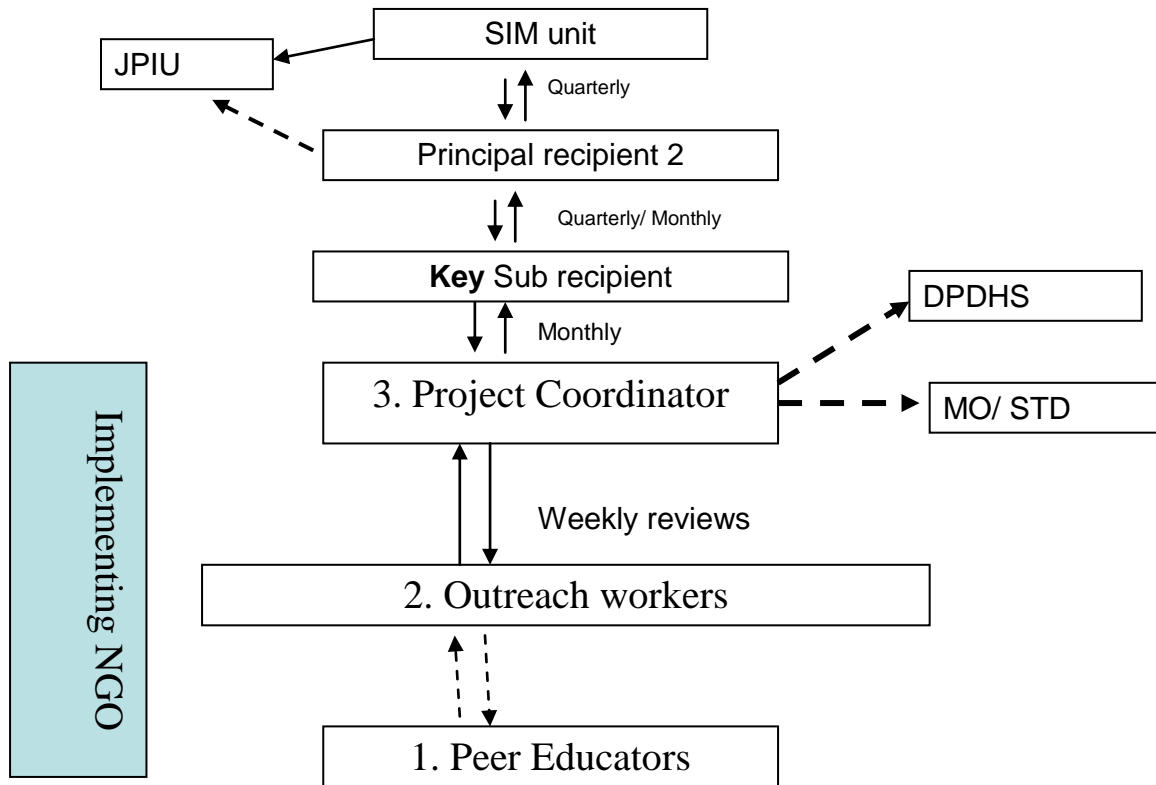 SIM unit
JPIU
Quarterly
Principal recipient 2
Quarterly/ Monthly
Key Sub recipient
DPDHS
Monthly
3. Project Coordinator
MO/ STD
Implementing NGO
Weekly reviews
2. Outreach workers
1. Peer Educators